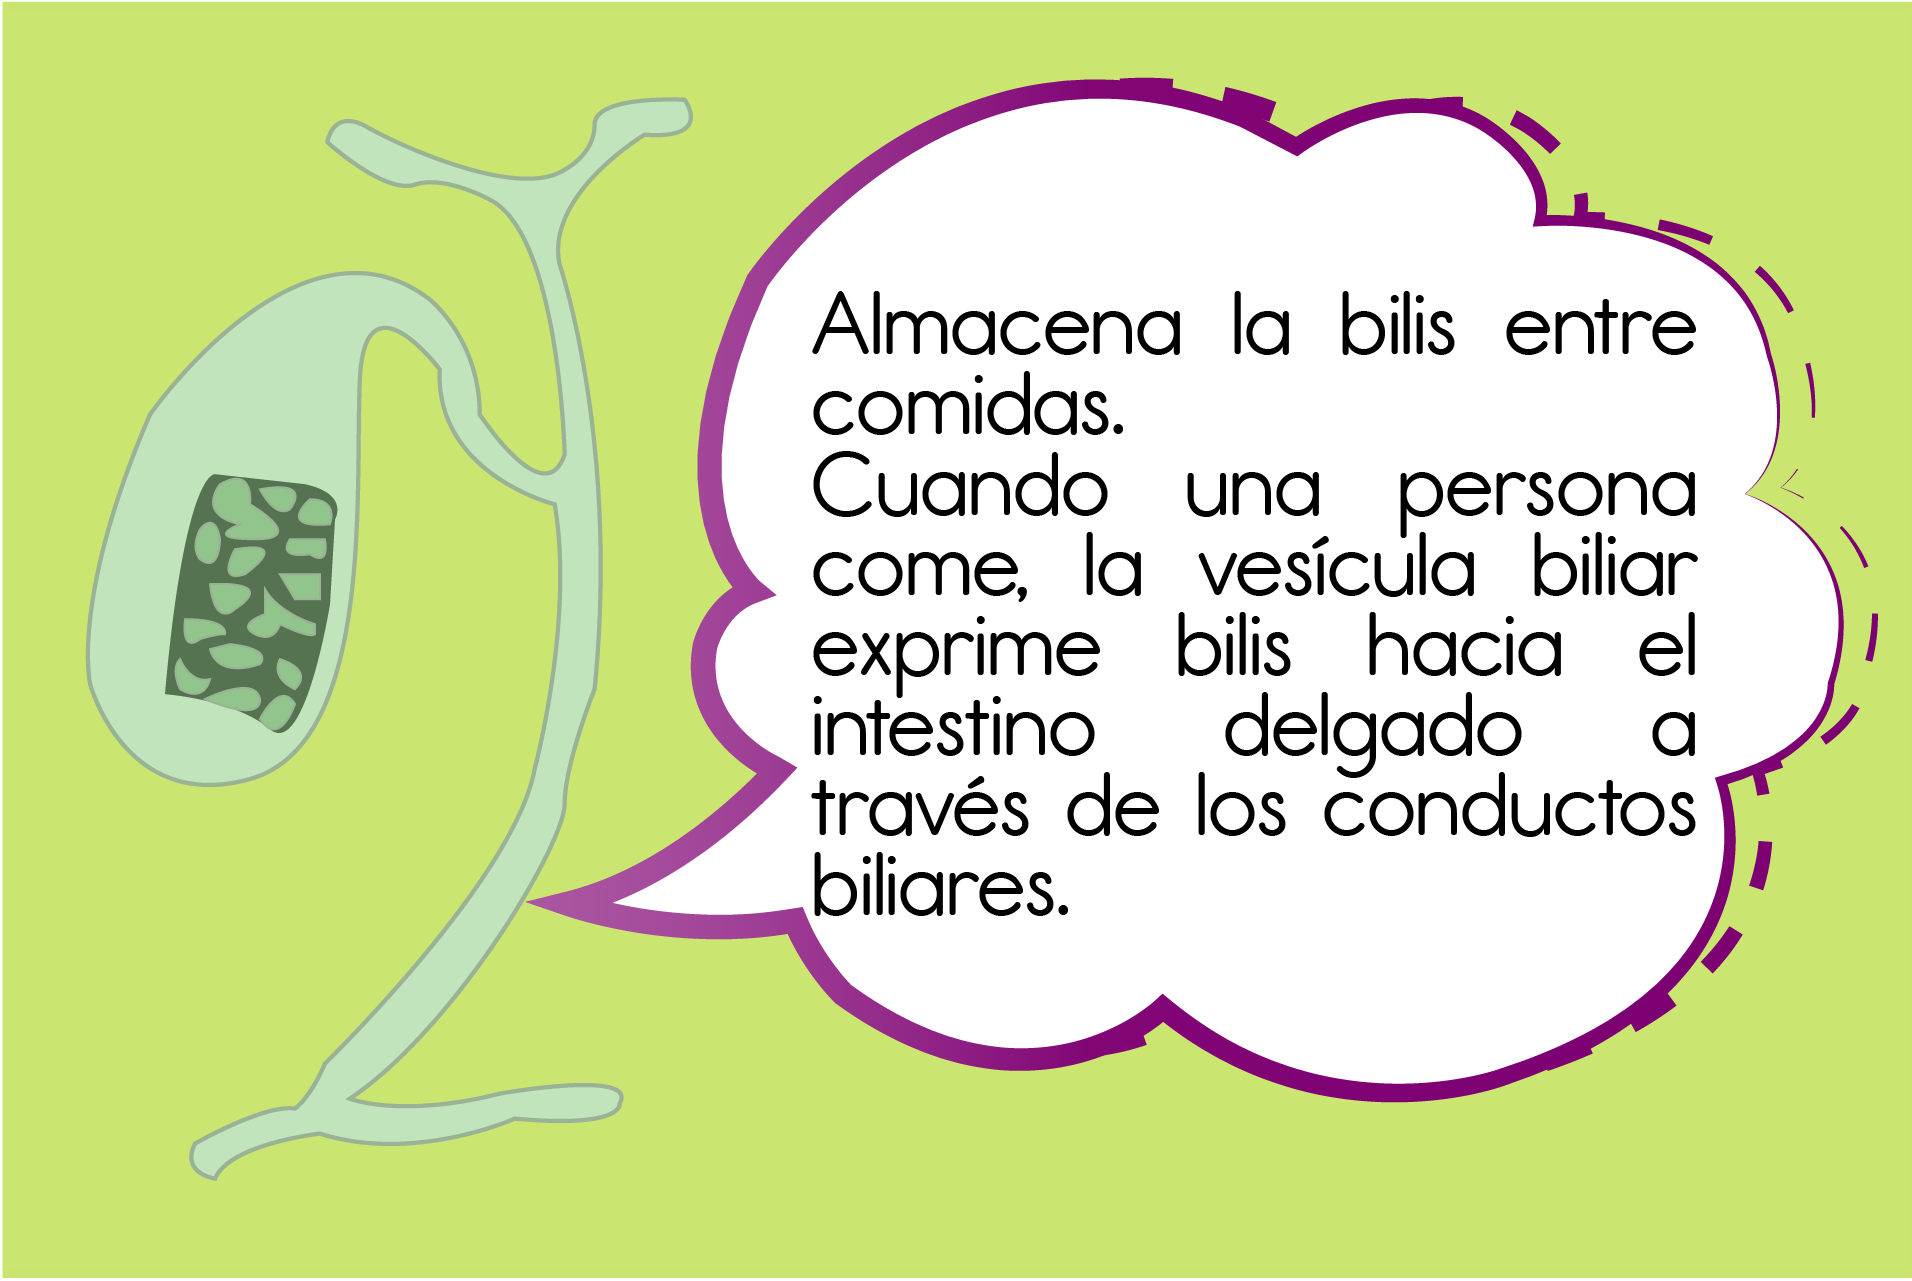 Almacena la bilis entre
comidas.
Cuando una persona
come, la vesícula biliar
exprime bilis hacia el
intestino delgado a
través de los conductos
biliares.